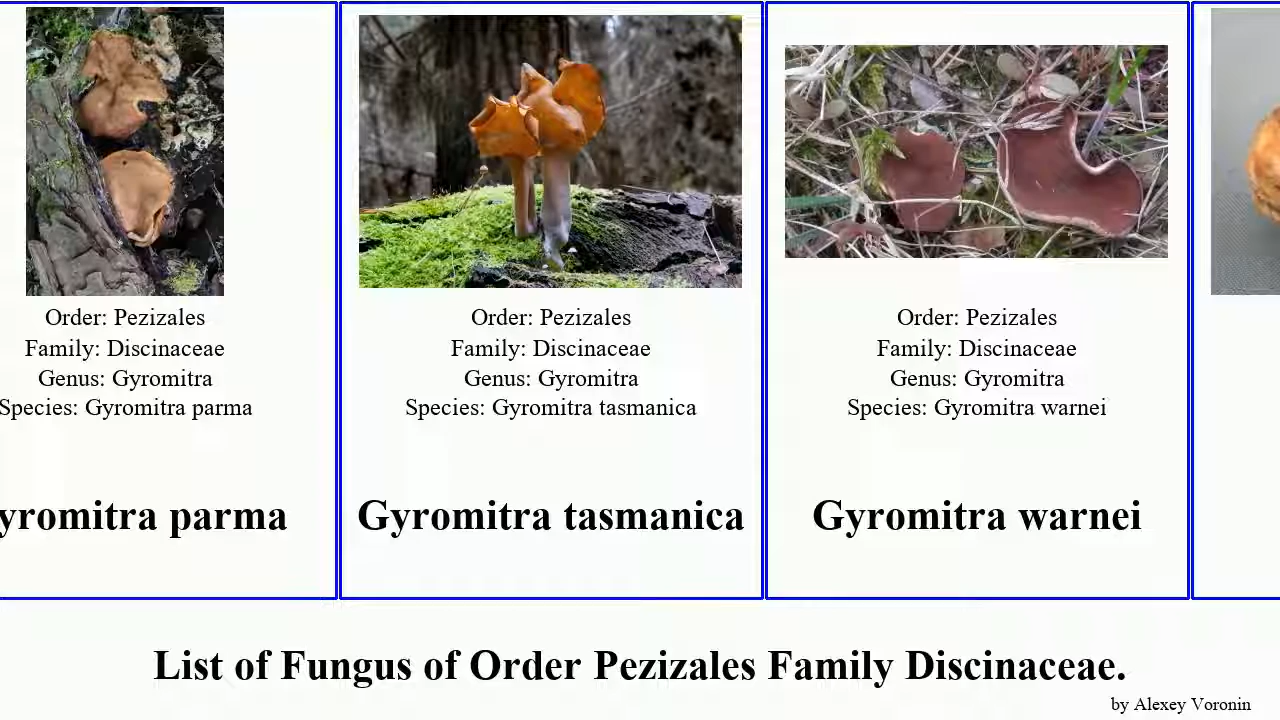 Order: Pezizales
Family: Discinaceae
Genus: Gyromitra
Species: Gyromitra parma
yromitra parma
Order: Pezizales
Family: Discinaceae
Genus: Gyromitra
Species: Gyromitra tasmanica
Gyromitra tasmanica
Order: Pezizales
Family: Discinaceae
Genus: Gyromitra
Species: Gyromitra warnei
Gyromitra warnei
List of Fungus of Order Pezizales Family Discinaceae.
by Alexey Voronin